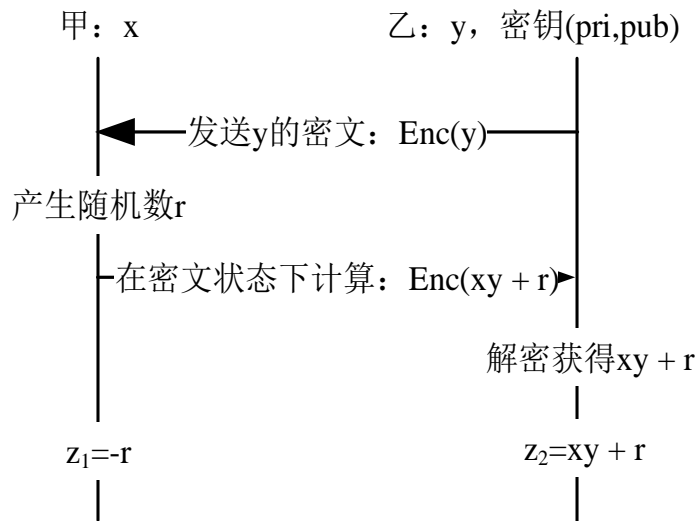 甲：x
乙：y，密钥(pri,pub)
发送y的密文：Enc(y)
产生随机数r
在密文状态下计算：Enc(xy + r)
解密获得xy + r
z₁=-r
z₂=xy + r